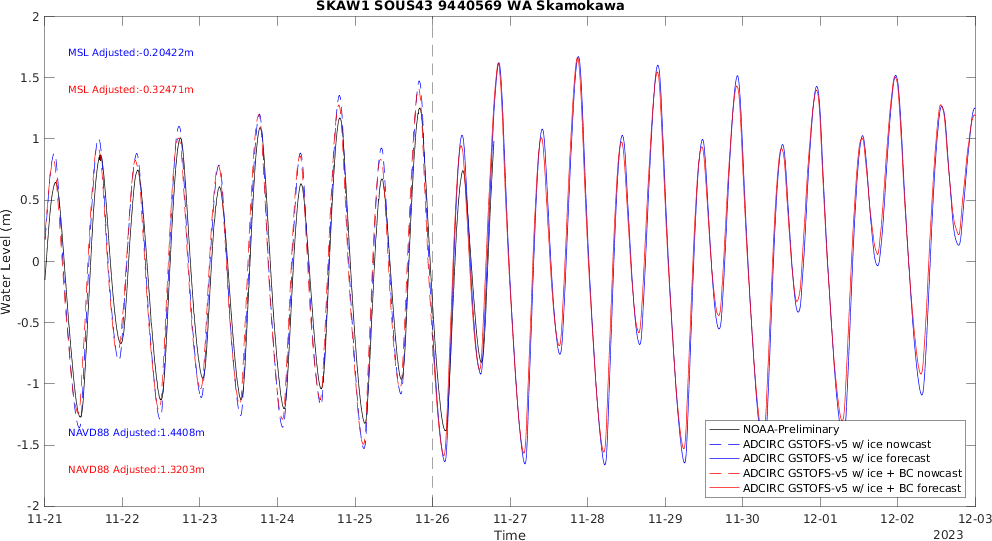 SKAW1 SOUS43 9440569 WA Skamokawa
MSL Adjusted:-0.20422m
MSL Adjusted:-0.32471m
NAVD88 Adjusted:1.4408m
NAVD88 Adjusted:1.3203m
Water Level (m)
2
1.5
1
0.5
0
-0.5
-1
-1.5
-2
NOAA-Preliminary
ADCIRC GSTOFS-v5 w/ ice nowcast
ADCIRC GSTOFS-v5 w/ ice forecast
ADCIRC GSTOFS-v5 w/ ice + BC nowcast
ADCIRC GSTOFS-v5 w/ ice + BC forecast
11-21 11-22 11-23 11-24 11-25 11-26 11-27 11-28 11-29 11-30 12-01 12-02 12-03
Time
2023